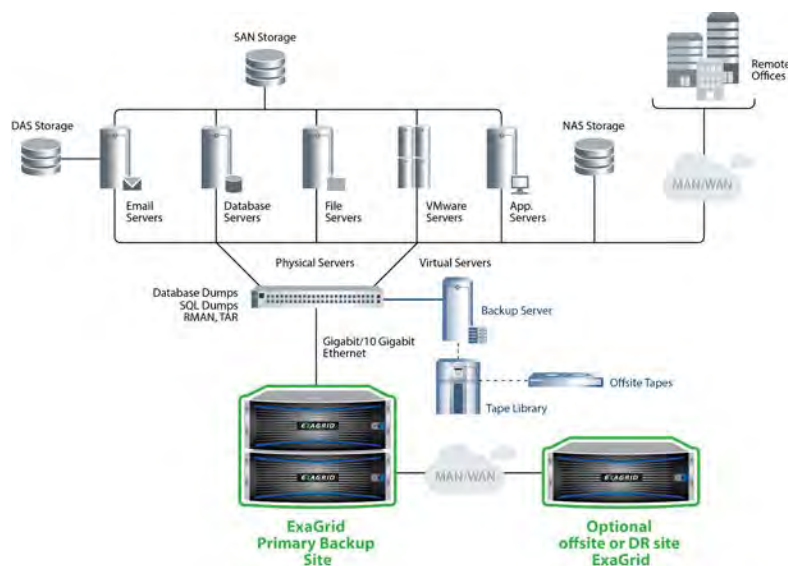 SAN Storage
Remote
Offices
DAS Storage
NAS Storage
MAN/WAN
Email
Servers
Database
Servers
File
Servers
VMware
Servers
App.
Servers
Physical Servers
Virtual Servers
Database Dumps
SQL Dumps
RMAN, TAR
Backup Server
Gigabit/10 Gigabit
Ethernet
Offsite Tapes
Tape Library
EXAGRID
EXAGRID
MAN/WAN
EXAGRID
ExaGrid
Primary Backup
Site
Optional
offsite or DR site
ExaGrid